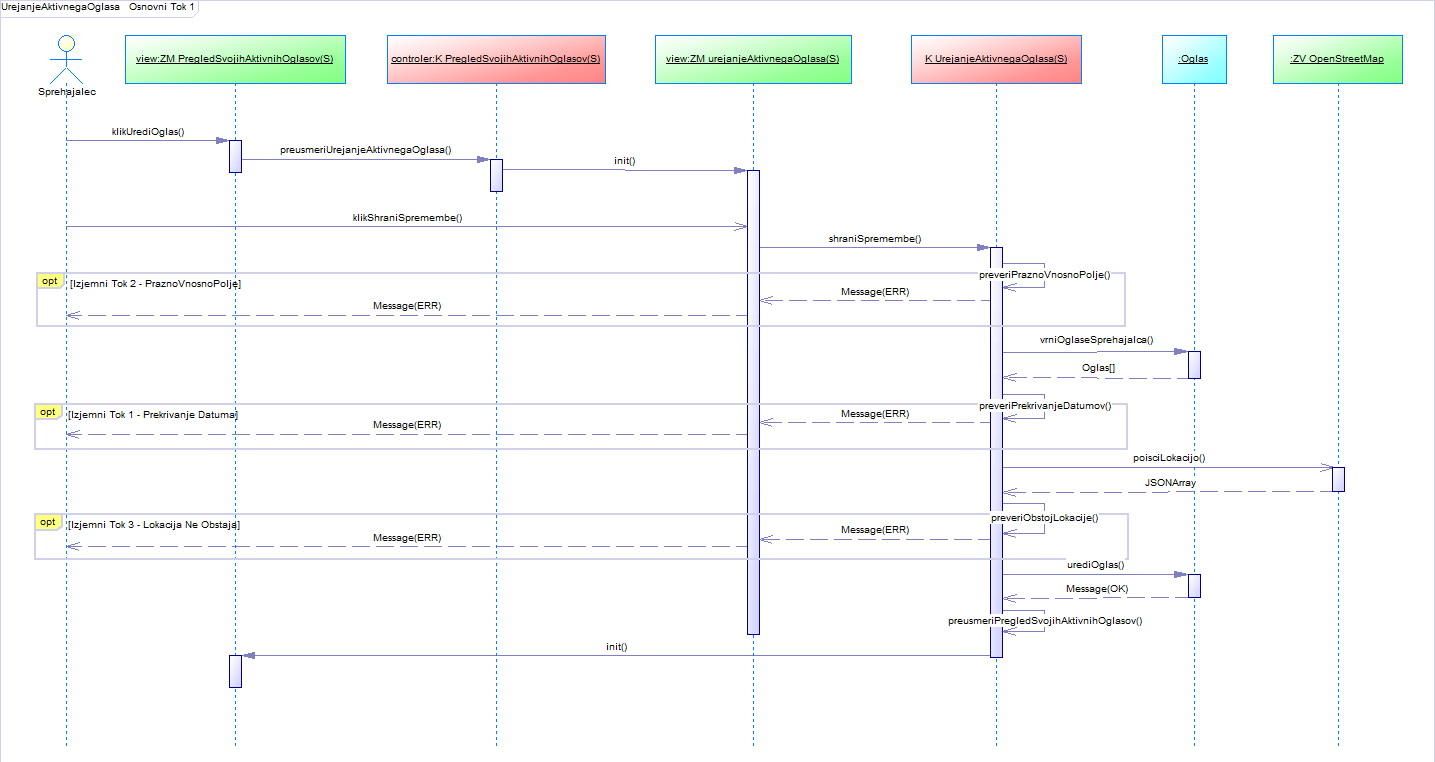 UrejanjeAktivnegaOglasa Osnovni Tok 1
view:ZM PregledSvojihAktivnihOglasov(S)
controler:K PregledSvojihAktivnihOglasov(S)
view:ZM urejanjeAktivnegaOglasa(S)
K UrejanjeAktivnegaOglasa(S)
:Oglas
:ZV OpenStreetMap
Sprehajalec
klikUrediOglas()
preusmeriUrejanjeAktivnegaOglasa()
init()
klikShraniSpremembe()
shraniSpremembe()
opt
[Izjemni Tok 2 - PraznoVnosnoPolje]
preveriPraznoVnosnoPolje()
Message(ERR)
Message(ERR)
vrniOglaseSprehajalca()
Oglas[]
opt
[Izjemni Tok 1 - Prekrivanje Datuma]
preveriPrekrivanjeDatumov()
Message(ERR)
Message(ERR)
poisciLokacijo()
JSONArray
opt
[Izjemni Tok 3 - Lokacija Ne Obstaja]
preveriObstojLokacije()
Message(ERR)
Message(ERR)
urediOglas()
Message(OK)
preusmeriPregledSvojihAktivnihOglasov()
init()